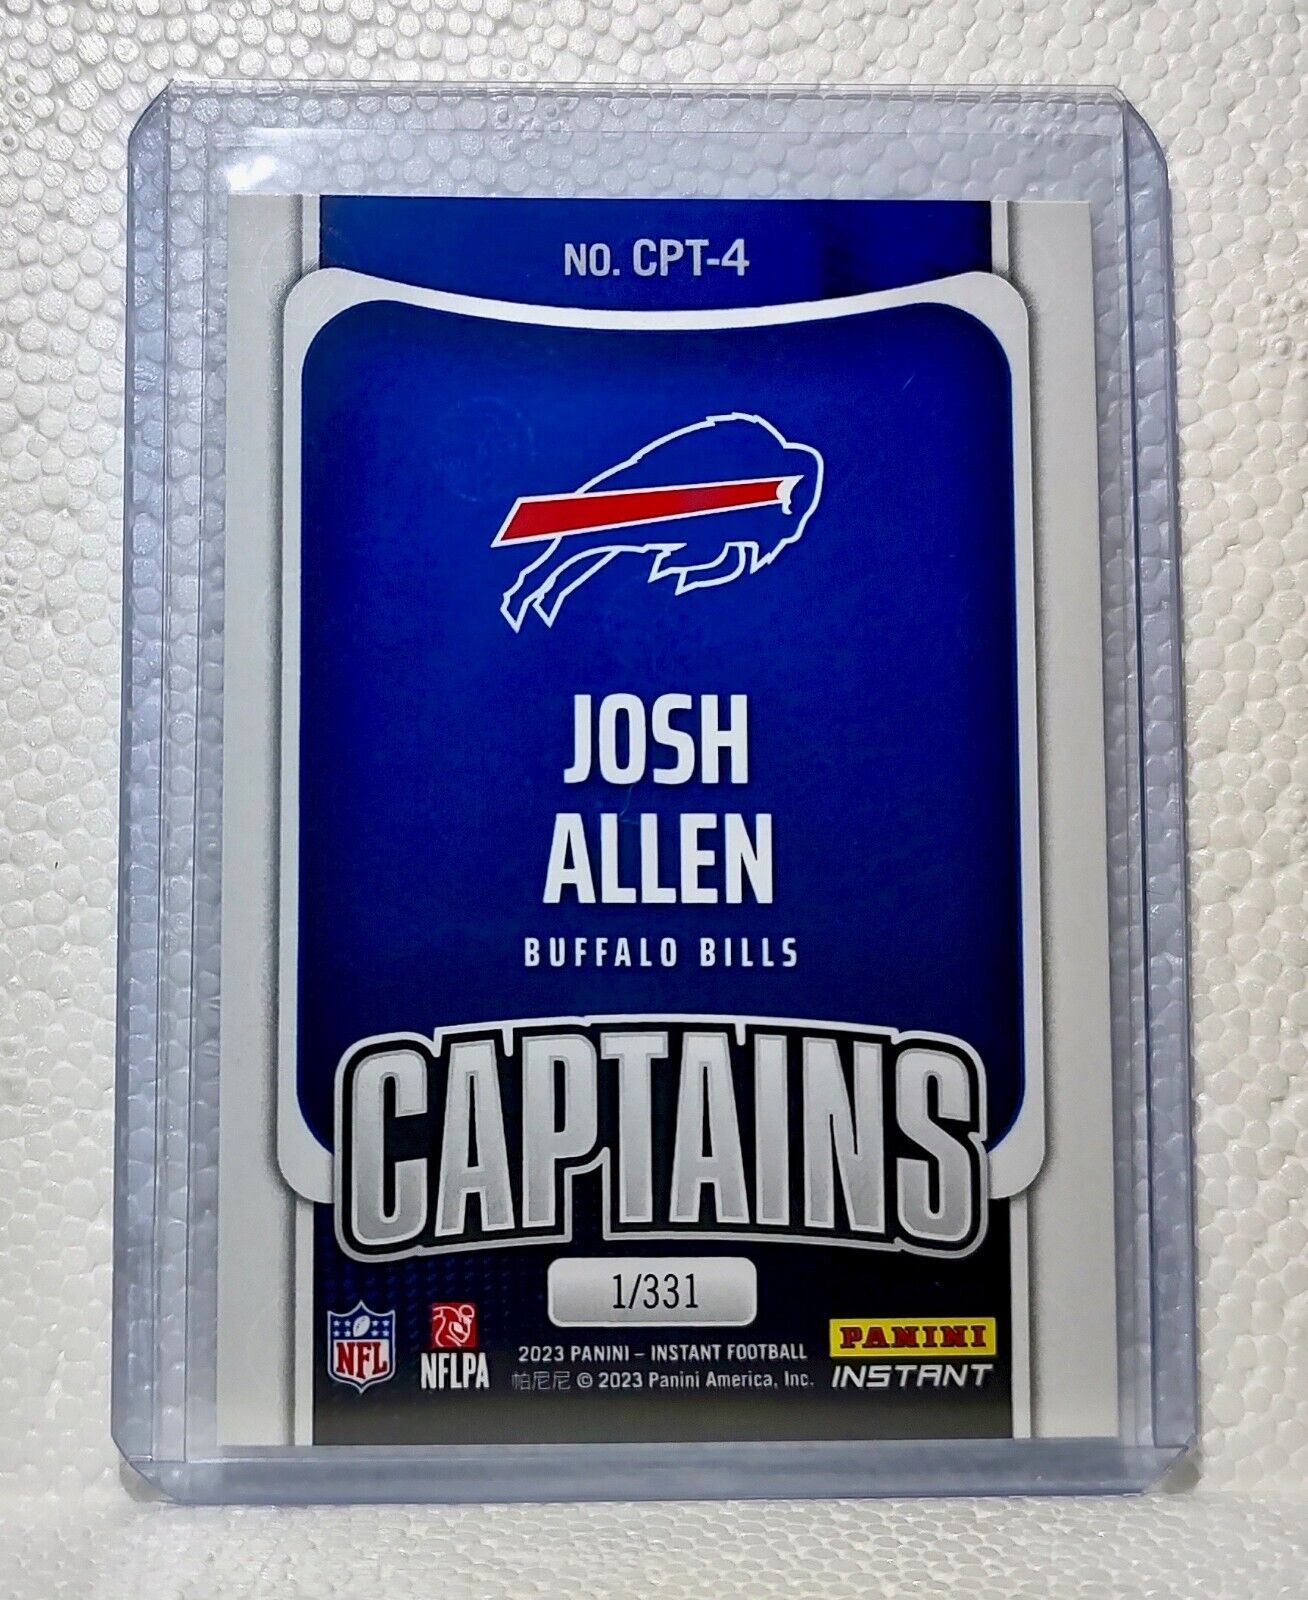 NO. CPT-4
JOSH
ALLEN
BUFFALO BILLS
CAPTAINS
1/331
NFL
NFLPA
2023 PANINI – INSTANT FOOTBALL
帕尼尼 © 2023 Panini America, Inc.
PANINI
INSTANT